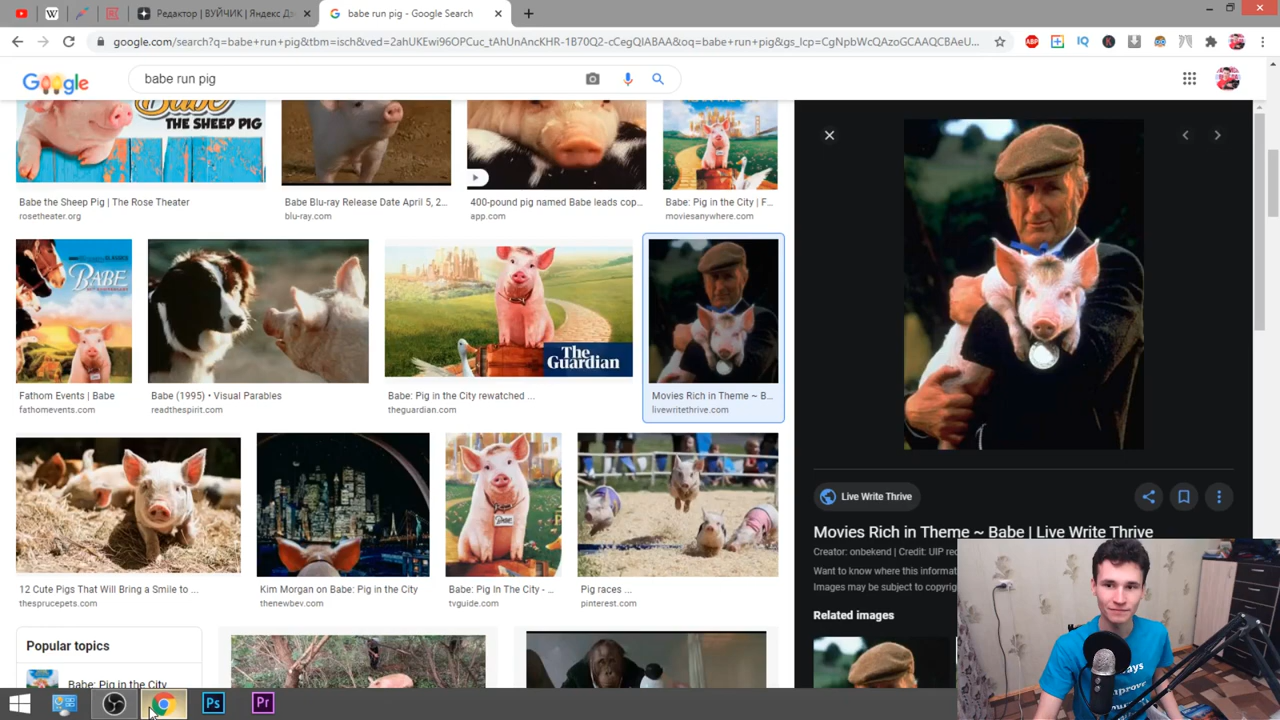 W
Редактор | ВУЙЧИК | Яндекс Дз
babe run pig - Google Search
google.com/search?q=babe+run+pig&tbm=isch&ved=2ahUKEwi96OPCuc_tAhUnAncKHR-1B70Q2-cCegQIABAA&oq=babe+run+pig&gs_lcp=CgNpbWcQAzoGCAAQCBAeU...
ABP
IQ
Google
babe run pig
Babe
THE SHEEP PIG
Babe the Sheep Pig | The Rose Theater
rosetheater.org
Babe Blu-ray Release Date April 5, 2...
blu-ray.com
400-pound pig named Babe leads cop...
app.com
Babe: Pig in the City | F...
moviesanywhere.com
BABE
Fathom Events | Babe
fathomevents.com
Babe (1995) • Visual Parables
readthespirit.com
The
Guardian
Babe: Pig in the City rewatched ...
theguardian.com
Movies Rich in Theme ~ B...
livewritethrive.com
12 Cute Pigs That Will Bring a Smile to ...
thesprucepets.com
Kim Morgan on Babe: Pig in the City
thenewbev.com
Babe: Pig In The City - ...
tvguide.com
Pig races ...
pinterest.com
Popular topics
Babe: Pig in the City
Live Write Thrive
Movies Rich in Theme ~ Babe | Live Write Thrive
Creator: onbekend | Credit: UIP
Want to know where this informat
Images may be subject to copyrig
Related images
Ps
Pr